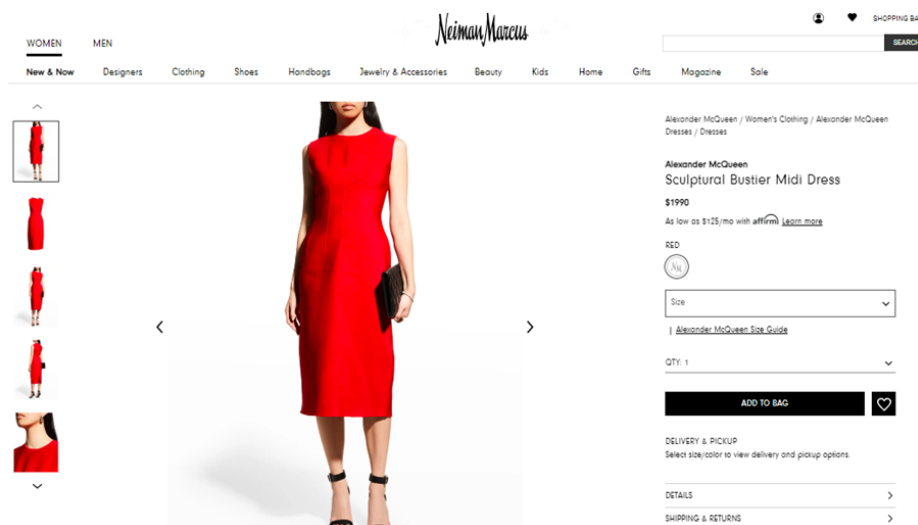 Neiman Marcus
SHOPPING BA
WOMEN MEN
SEARCH
New & Now Designers Clothing Shoes Handbags Jewelry & Accessories Beauty Kids Home Gifts Magazine Sale
Alexander McQueen / Women's Clothing / Alexander McQueen
Dresses / Dresses
Alexander McQueen
Sculptural Bustier Midi Dress
$1990
As low as $125/mo with affirm Learn more
RED
NM
Size
| Alexander McQueen Size Guide
QTY: 1
ADD TO BAG
DELIVERY & PICKUP
Select size/color to view delivery and pickup options.
DETAILS
SHIPPING & RETURNS